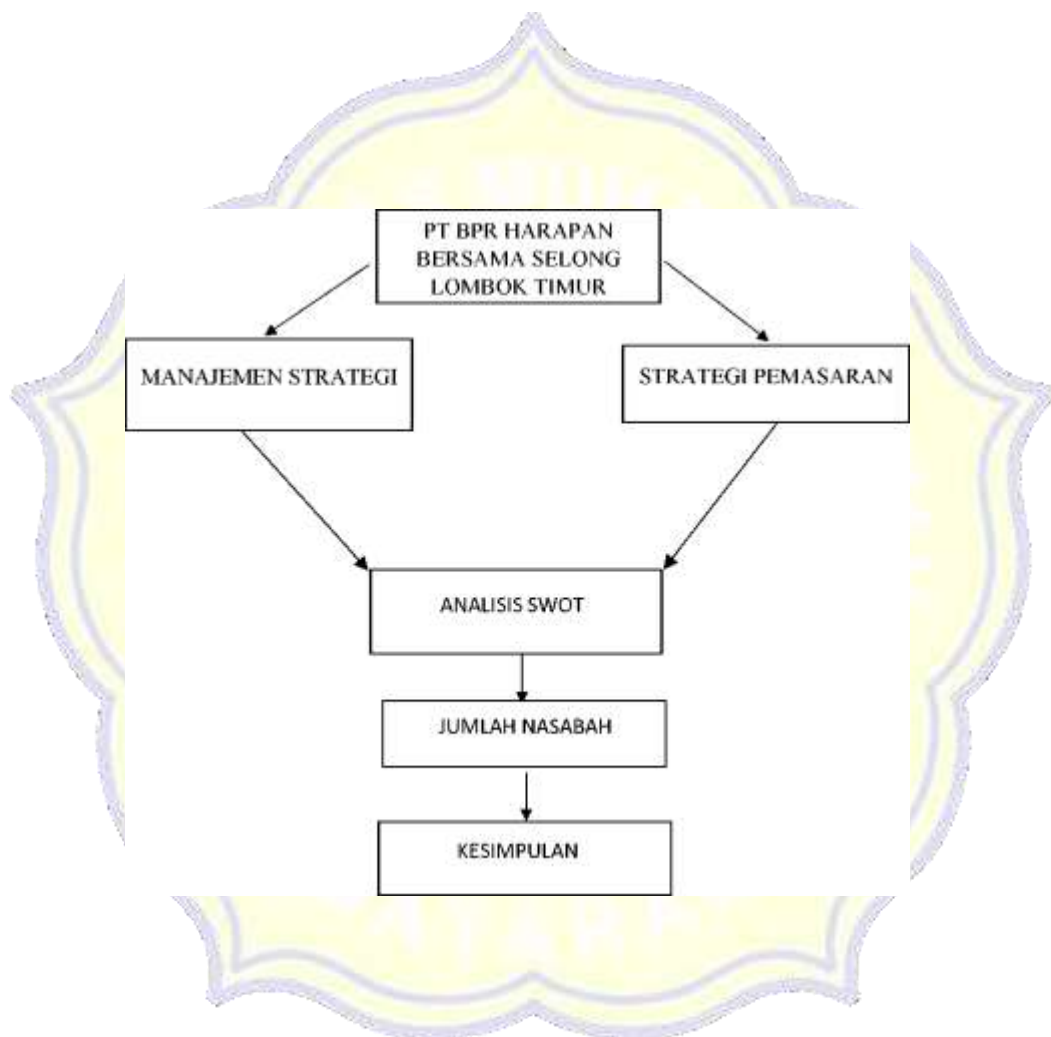 PT BPR HARAPAN
BERSAMA SELONG
LOMBOK TIMUR
MANAJEMEN STRATEGI
STRATEGI PEMASARAN
ANALISIS SWOT
JUMLAH NASABAH
KESIMPULAN